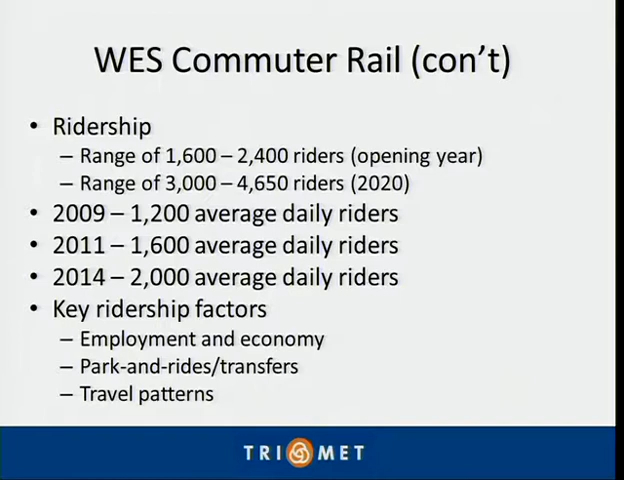 WES Commuter Rail (con't)
• Ridership
– Range of 1,600 – 2,400 riders (opening year)
– Range of 3,000 – 4,650 riders (2020)
• 2009 – 1,200 average daily riders
• 2011 – 1,600 average daily riders
• 2014 – 2,000 average daily riders
• Key ridership factors
– Employment and economy
– Park-and-rides/transfers
– Travel patterns
TRI MET